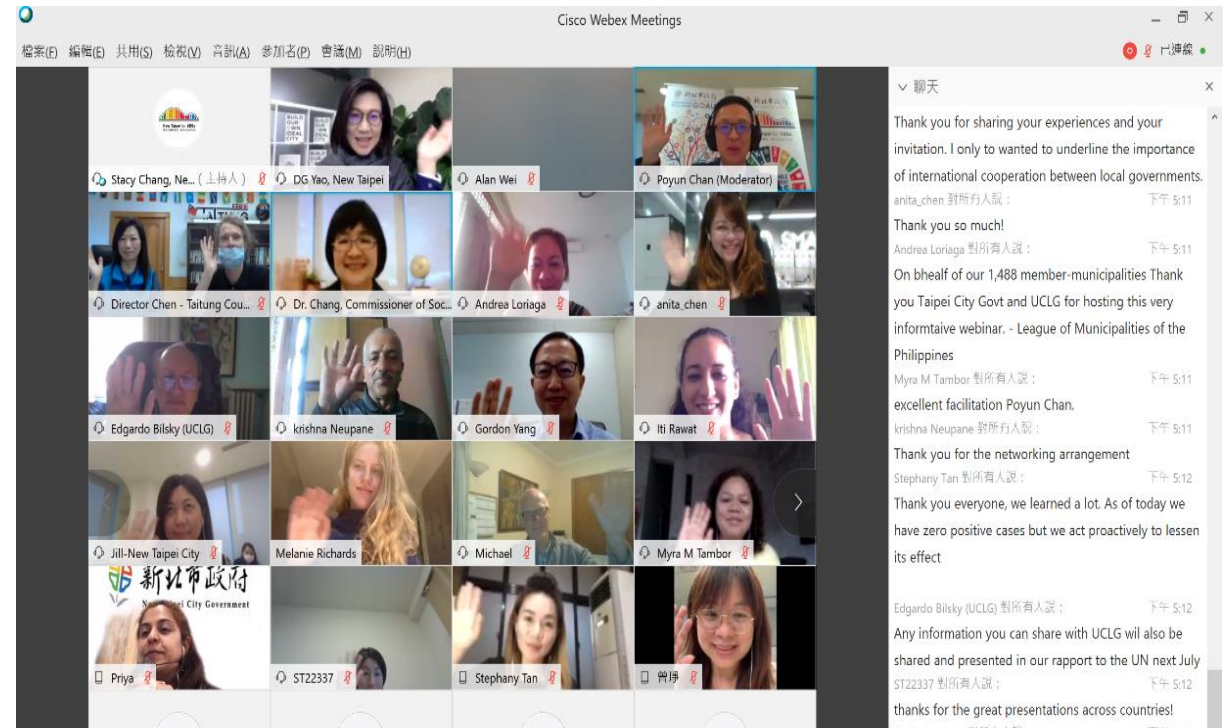 Cisco Webex Meetings
檔案(F) 編輯(E) 共用(S) 檢視(V) 音訊(A) 參加者(P) 會議(M) 說明(H)
已連線
Stacy Chang, Ne... ( 主持人 )
DG Yao, New Taipei
Alan Wei
Poyun Chan (Moderator)
BUILD OUR OWN IDEAL CITY
Director Chen - Taitung Cou...
Dr. Chang, Commissioner of Soc...
Andrea Loriaga
anita_chen
Edgardo Bilsky (UCLG)
krishna Neupane
Gordon Yang
Iti Rawat
Jill-New Taipei City
Melanie Richards
Michael
Myra M Tambor
新北市政府
City Government
Priya
ST22337
Stephany Tan
聊天
Thank you for sharing your experiences and your
invitation. I only to wanted to underline the importance
of international cooperation between local governments.
anita_chen 對所有人說： 下午 5:11
Thank you so much!
Andrea Loriaga 對所有人說： 下午 5:11
On bhealf of our 1,488 member-municipalities Thank
you Taipei City Govt and UCLG for hosting this very
informtaive webinar. - League of Municipalities of the
Philippines
Myra M Tambor 對所有人說： 下午 5:11
excellent facilitation Poyun Chan.
krishna Neupane 對所有人說： 下午 5:11
Thank you for the networking arrangement
Stephany Tan 對所有人說： 下午 5:12
Thank you everyone, we learned a lot. As of today we
have zero positive cases but we act proactively to lessen
its effect
Edgardo Bilsky (UCLG) 對所有人說： 下午 5:12
Any information you can share with UCLG wil also be
shared and presented in our rapport to the UN next July
ST22337 對所有人說： 下午 5:12
thanks for the great presentations across countries!